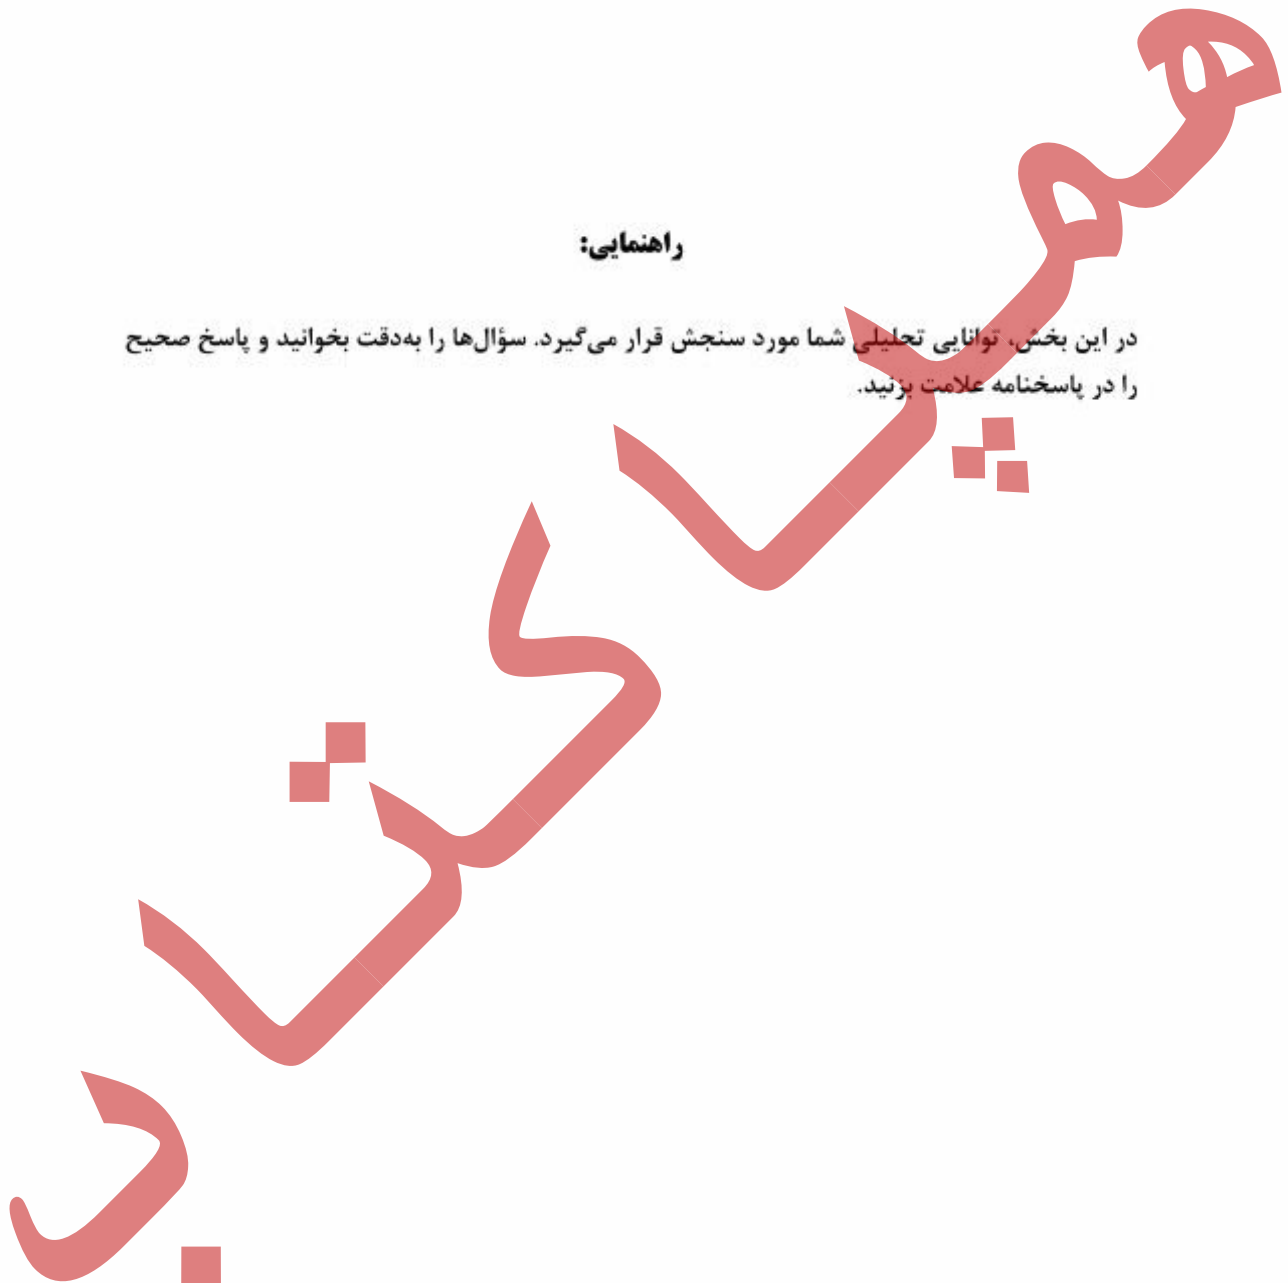 راهنمایی:
در این بخش، توانایی تحلیلی شما مورد سنجش قرار می‌گیرد. سؤال‌ها را به‌دقت بخوانید و پاسخ صحیح
را در پاسخنامه علامت بزنید.
همیپا کتاب